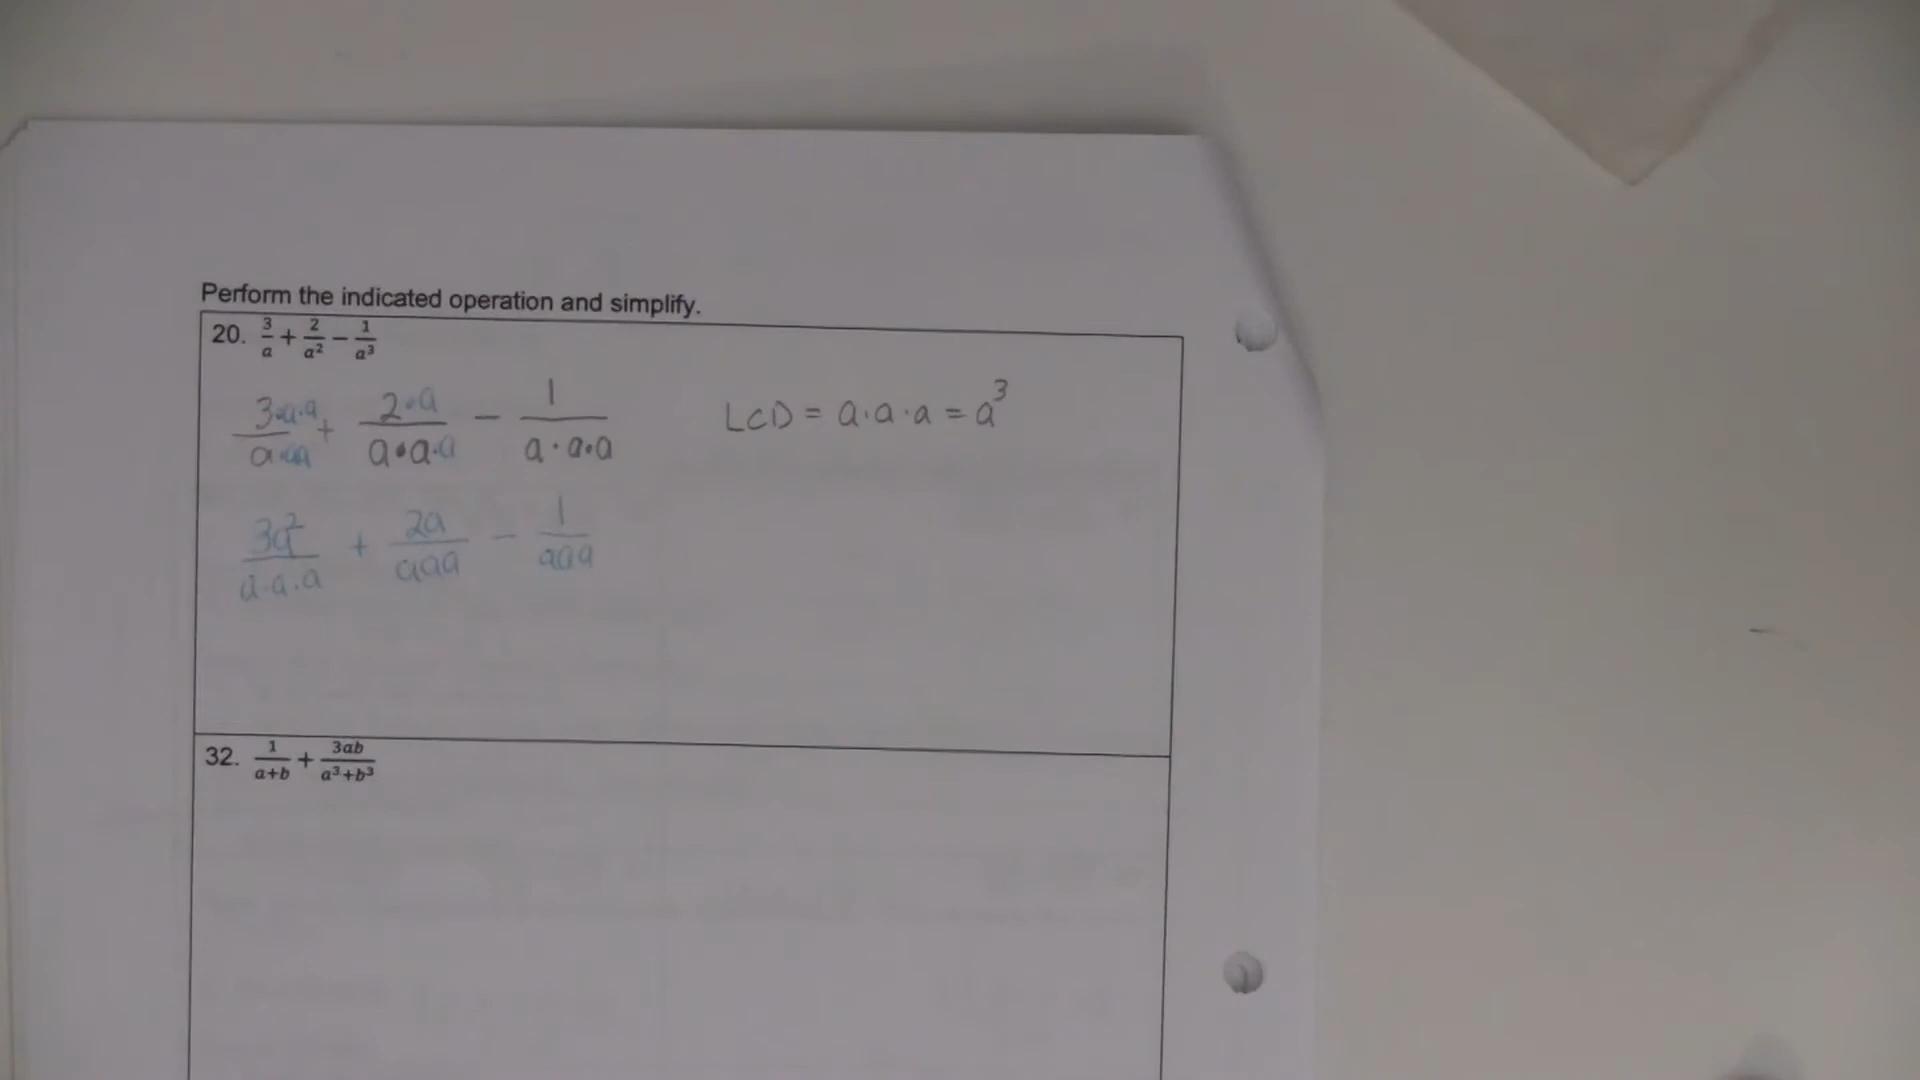 Perform the indicated operation and simplify.
20. 3/a + 2/a² − 1/a³
3·a·a/a·aa + 2·a/a·a·a − 1/a·a·a
LCD = a·a·a = a³
3a²/a·a·a + 2a/aaa − 1/aaa
32. 1/a+b + 3ab/a³+b³